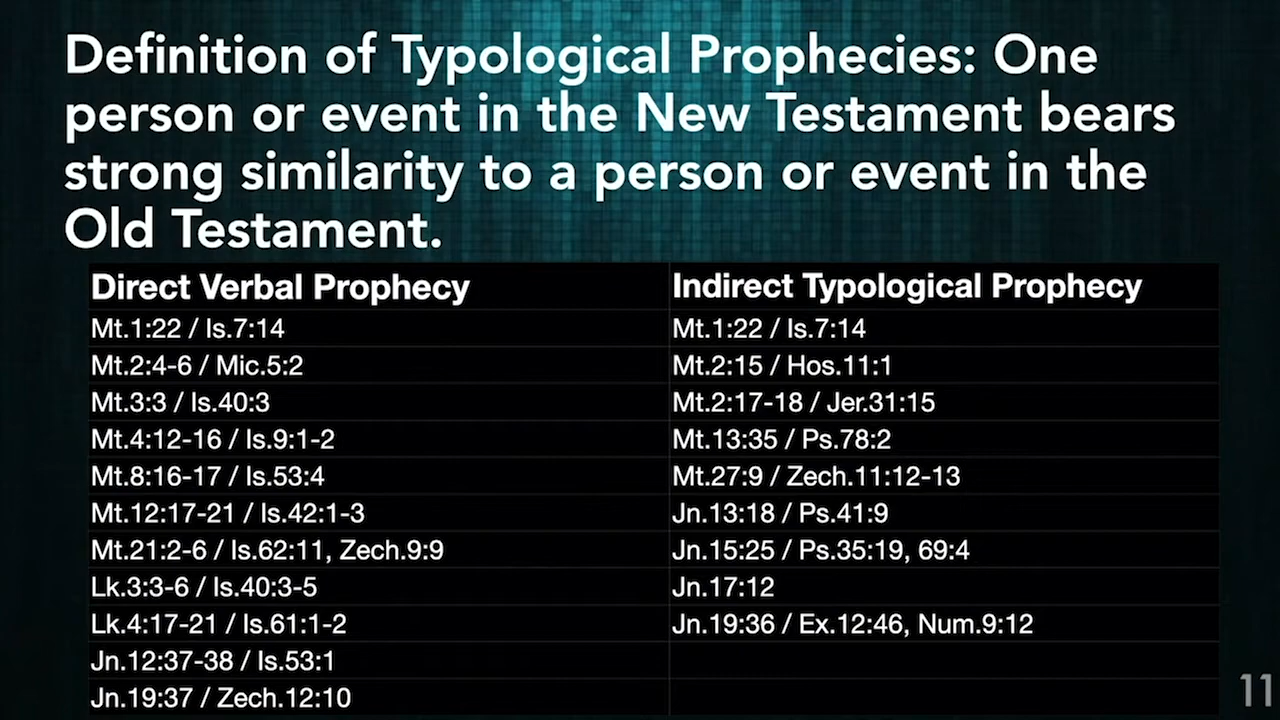 Definition of Typological Prophecies: One
person or event in the New Testament bears
strong similarity to a person or event in the
Old Testament.
Direct Verbal Prophecy
Indirect Typological Prophecy
Mt.1:22 / Is.7:14
Mt.1:22 / Is.7:14
Mt.2:4-6 / Mic.5:2
Mt.2:15 / Hos.11:1
Mt.3:3 / Is.40:3
Mt.2:17-18 / Jer.31:15
Mt.4:12-16 / Is.9:1-2
Mt.13:35 / Ps.78:2
Mt.8:16-17 / Is.53:4
Mt.27:9 / Zech.11:12-13
Mt.12:17-21 / Is.42:1-3
Jn.13:18 / Ps.41:9
Mt.21:2-6 / Is.62:11, Zech.9:9
Jn.15:25 / Ps.35:19, 69:4
Lk.3:3-6 / Is.40:3-5
Jn.17:12
Lk.4:17-21 / Is.61:1-2
Jn.19:36 / Ex.12:46, Num.9:12
Jn.12:37-38 / Is.53:1
Jn.19:37 / Zech.12:10
11